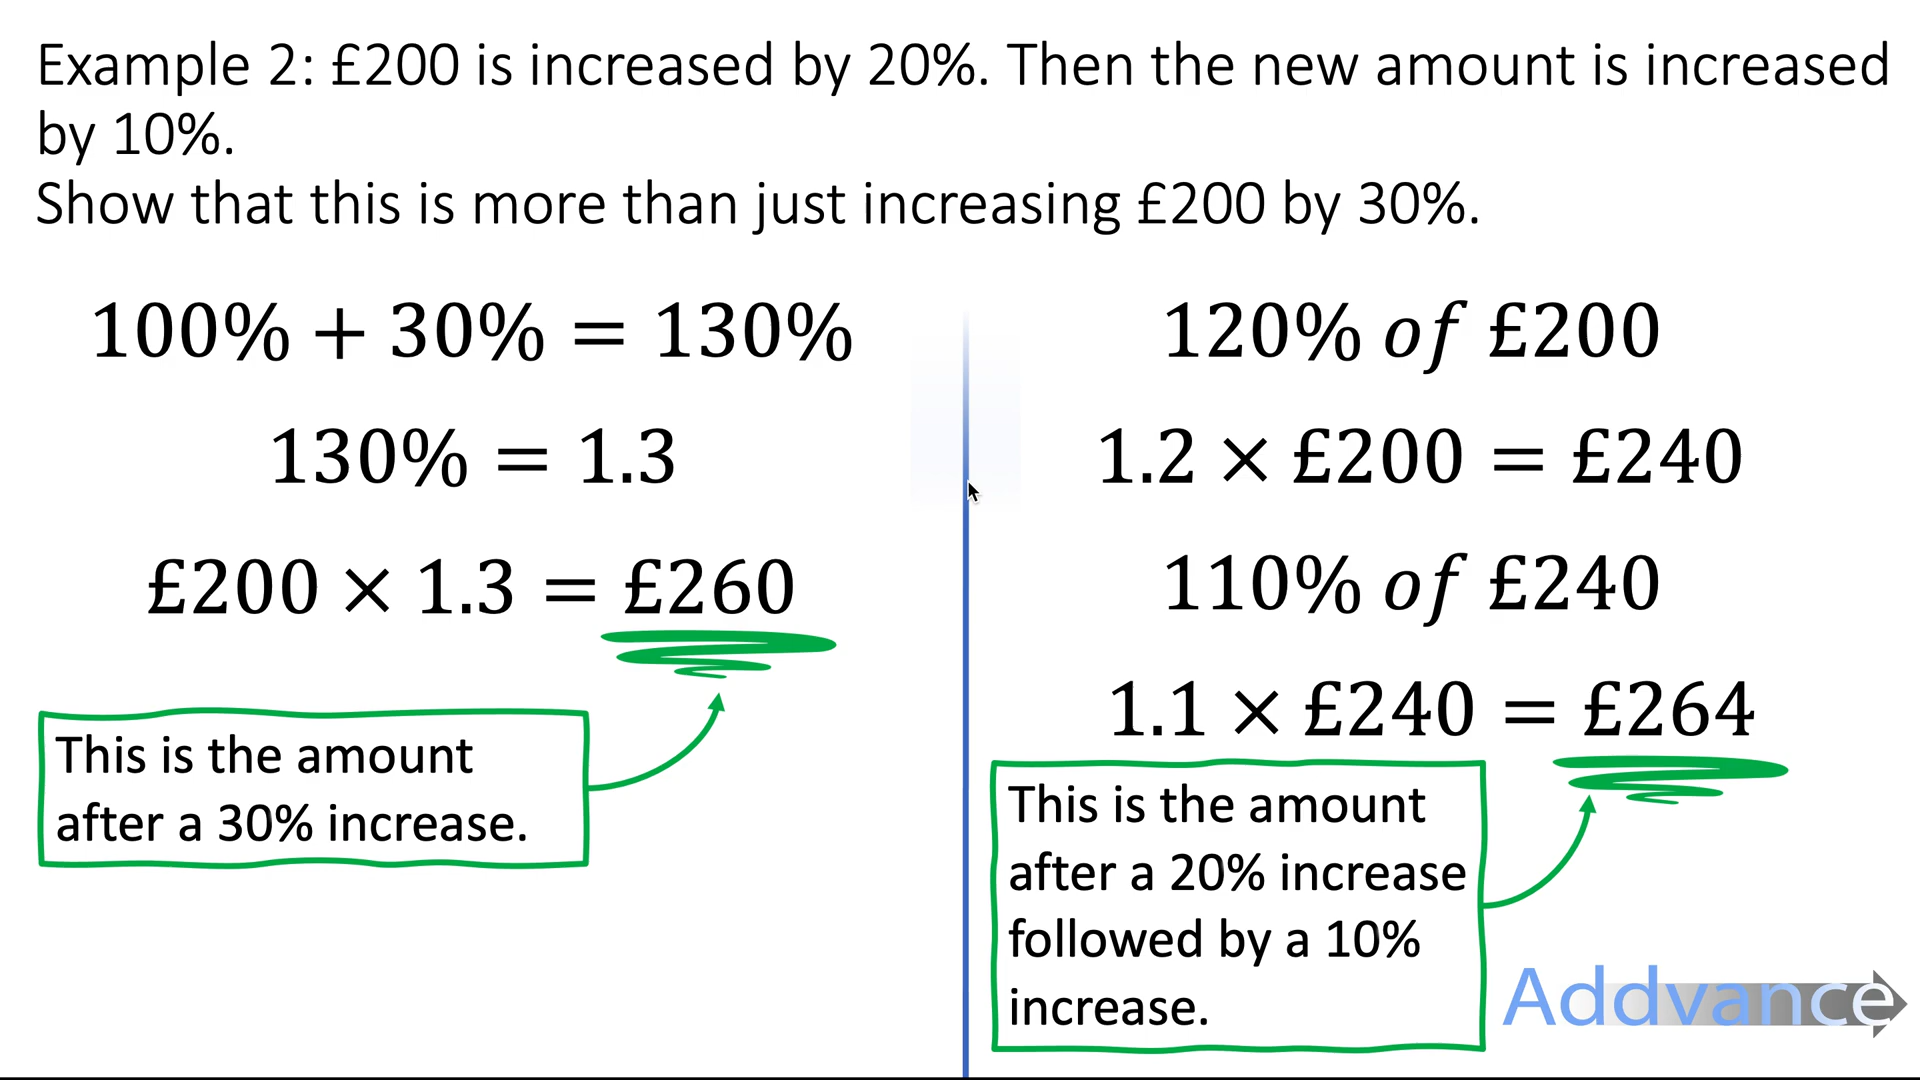 Example 2: £200 is increased by 20%. Then the new amount is increased
by 10%.
Show that this is more than just increasing £200 by 30%.
100% + 30% = 130%
130% = 1.3
£200 × 1.3 = £260
This is the amount
after a 30% increase.
120% of £200
1.2 × £200 = £240
110% of £240
1.1 × £240 = £264
This is the amount
after a 20% increase
followed by a 10%
increase.
Addvance